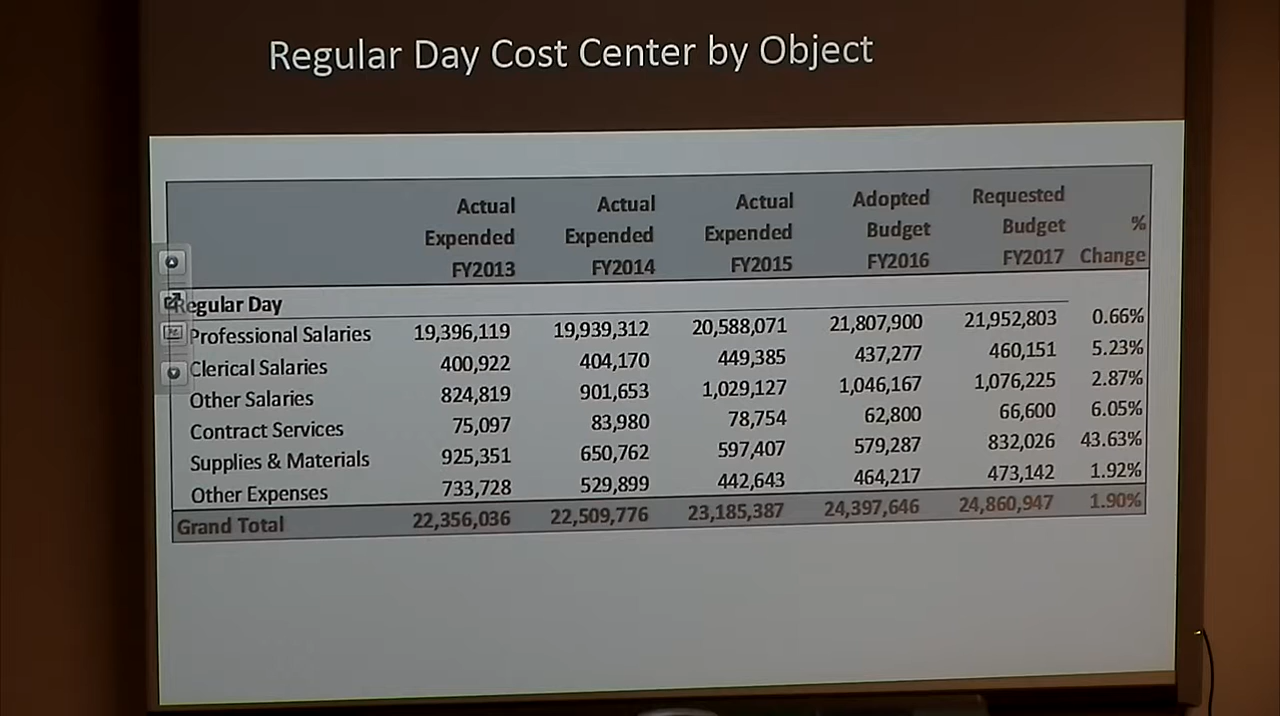 Regular Day Cost Center by Object
Actual Expended FY2013 Actual Expended FY2014 Actual Expended FY2015 Adopted Budget FY2016 Requested Budget FY2017 % Change
Regular Day
Professional Salaries 19,396,119 19,939,312 20,588,071 21,807,900 21,952,803 0.66%
Clerical Salaries 400,922 404,170 449,385 437,277 460,151 5.23%
Other Salaries 824,819 901,653 1,029,127 1,046,167 1,076,225 2.87%
Contract Services 75,097 83,980 78,754 62,800 66,600 6.05%
Supplies & Materials 925,351 650,762 597,407 579,287 832,026 43.63%
Other Expenses 733,728 529,899 442,643 464,217 473,142 1.92%
Grand Total 22,356,036 22,509,776 23,185,387 24,397,646 24,860,947 1.90%